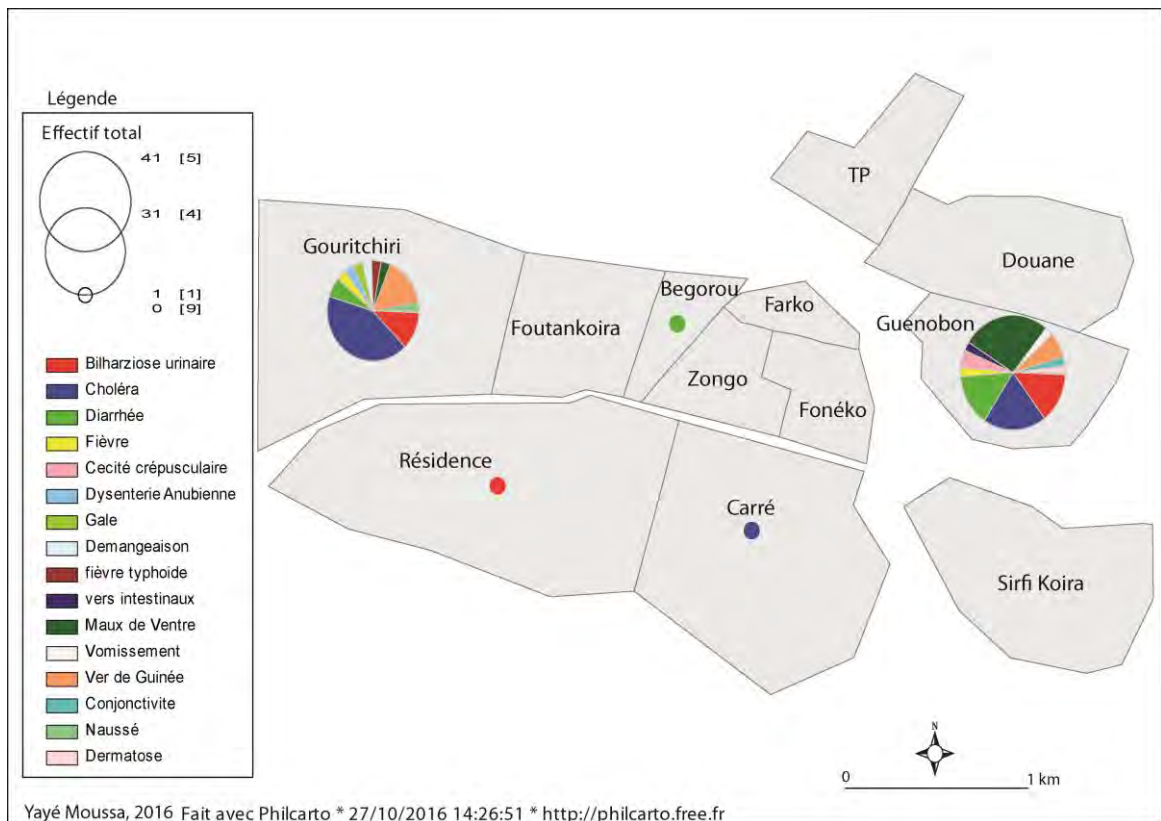 Légende
Effectif total
41 [5]
31 [4]
1 [1]
0 [9]
Bilharziose urinaire
Choléra
Diarrhée
Fièvre
Cecité crépusculaire
Dysenterie Anubienne
Gale
Demangeaison
fièvre typhoide
vers intestinaux
Maux de Ventre
Vomissement
Ver de Guinée
Conjonctivite
Naussé
Dermatose
TP
Gouritchiri
Douane
Begorou
Farko
Guenobon
Foutankoira
Zongo
Fonéko
Résidence
Carré
Sirfi Koira
N
0 1 km
Yayé Moussa, 2016 Fait avec Philcarto * 27/10/2016 14:26:51 * http://philcarto.free.fr